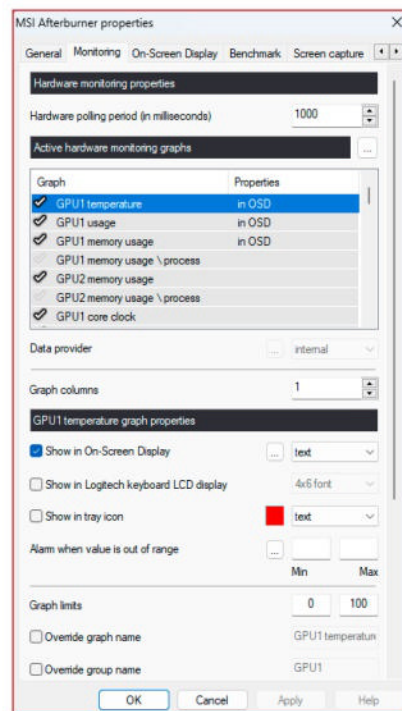 MSI Afterburner properties
General Monitoring On-Screen Display Benchmark Screen capture
Hardware monitoring properties
Hardware polling period (in milliseconds) 1000
Active hardware monitoring graphs ...
Graph Properties
GPU1 temperature in OSD
GPU1 usage in OSD
GPU1 memory usage in OSD
GPU1 memory usage \ process
GPU2 memory usage
GPU2 memory usage \ process
GPU1 core clock
Data provider ... internal
Graph columns 1
GPU1 temperature graph properties
Show in On-Screen Display ... text
Show in Logitech keyboard LCD display 4x6 font
Show in tray icon text
Alarm when value is out of range ...
Min Max
Graph limits 0 100
Override graph name GPU1 temperature
Override group name GPU1
OK Cancel Apply Help